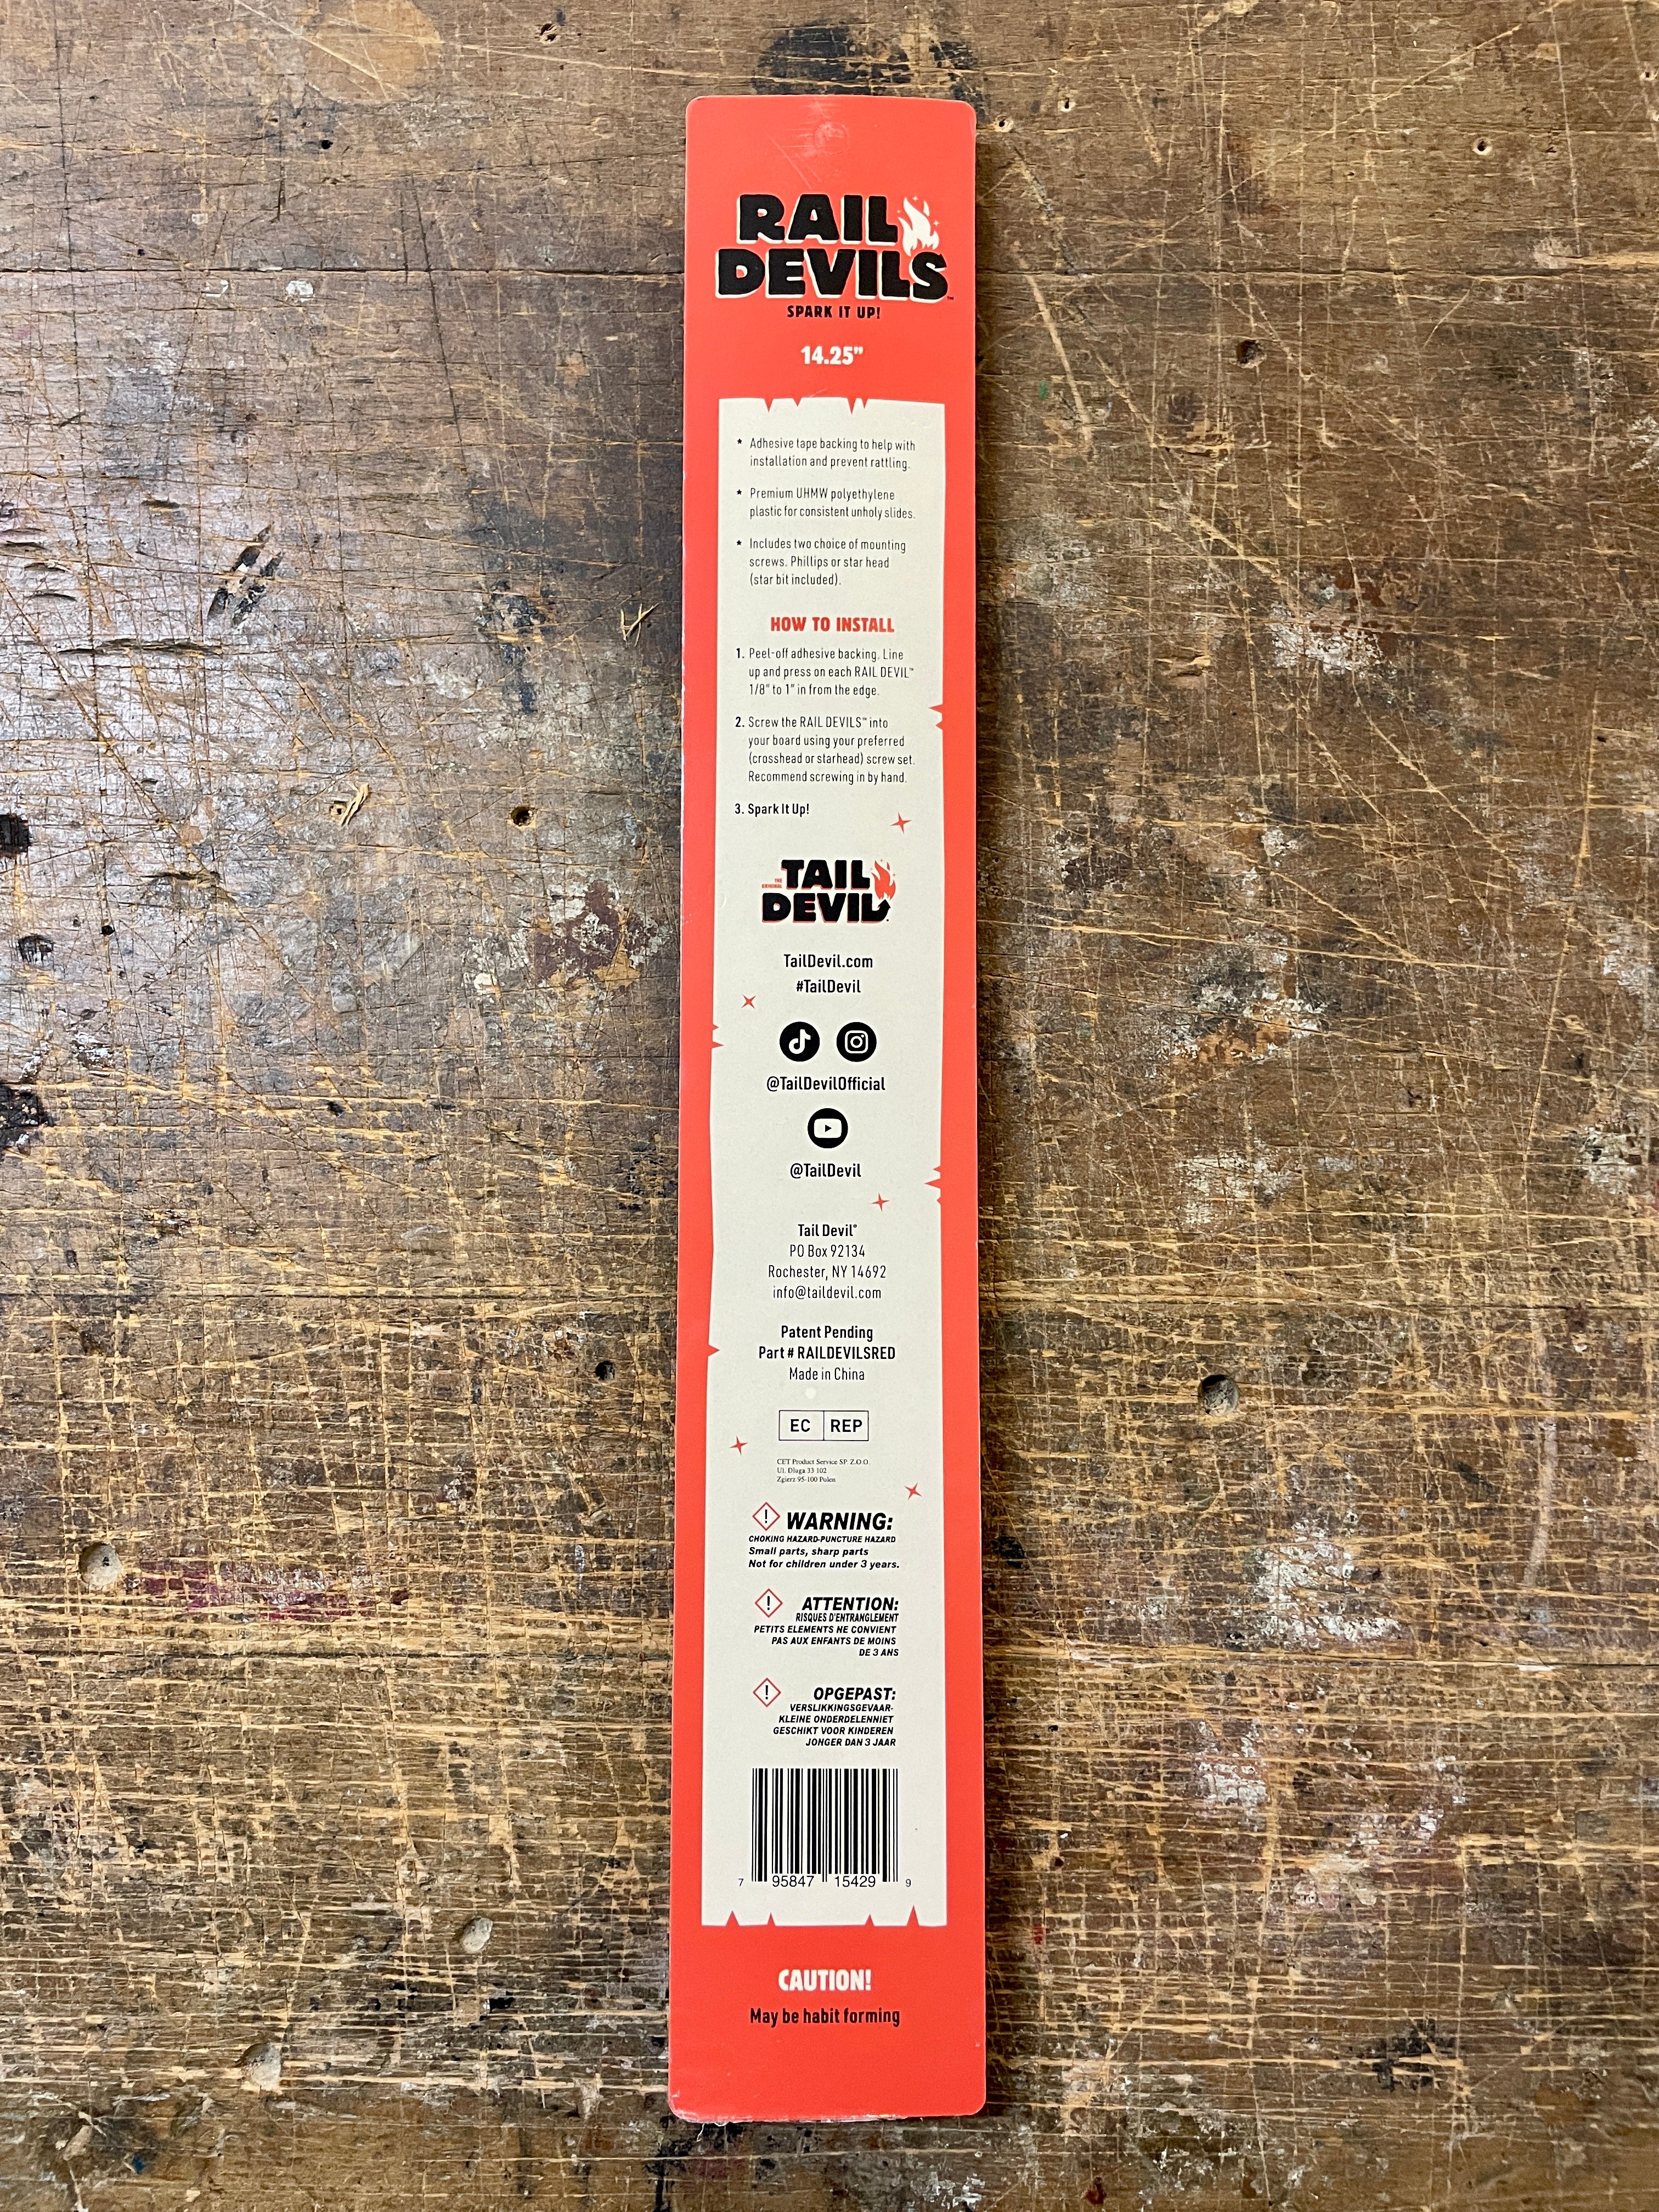 RAIL
DEVILS™
SPARK IT UP!
14.25”
* Adhesive tape backing to help with
installation and prevent rattling.
* Premium UHMW polyethylene
plastic for consistent unholy slides.
* Includes two choice of mounting
screws. Phillips or star head
(star bit included).
HOW TO INSTALL
1. Peel-off adhesive backing. Line
up and press on each RAIL DEVIL™
1/8" to 1" in from the edge.
2. Screw the RAIL DEVILS™ into
your board using your preferred
(crosshead or starhead) screw set.
Recommend screwing in by hand.
3. Spark It Up!
THE ORIGINAL TAIL
DEVIL®
TailDevil.com
#TailDevil
@TailDevilOfficial
@TailDevil
Tail Devil®
PO Box 92134
Rochester, NY 14692
info@taildevil.com
Patent Pending
Part # RAILDEVILSRED
Made in China
EC REP
CET Product Service SP. Z.O.O.
Ul. Dluga 33 102
Zgierz 95-100 Polen
WARNING:
CHOKING HAZARD-PUNCTURE HAZARD
Small parts, sharp parts
Not for children under 3 years.
ATTENTION:
RISQUES D'ENTRANGLEMENT
PETITS ELEMENTS NE CONVIENT
PAS AUX ENFANTS DE MOINS
DE 3 ANS
OPGEPAST:
VERSLIKKINGSGEVAAR-
KLEINE ONDERDELENNIET
GESCHIKT VOOR KINDEREN
JONGER DAN 3 JAAR
7 95847 15429 9
CAUTION!
May be habit forming